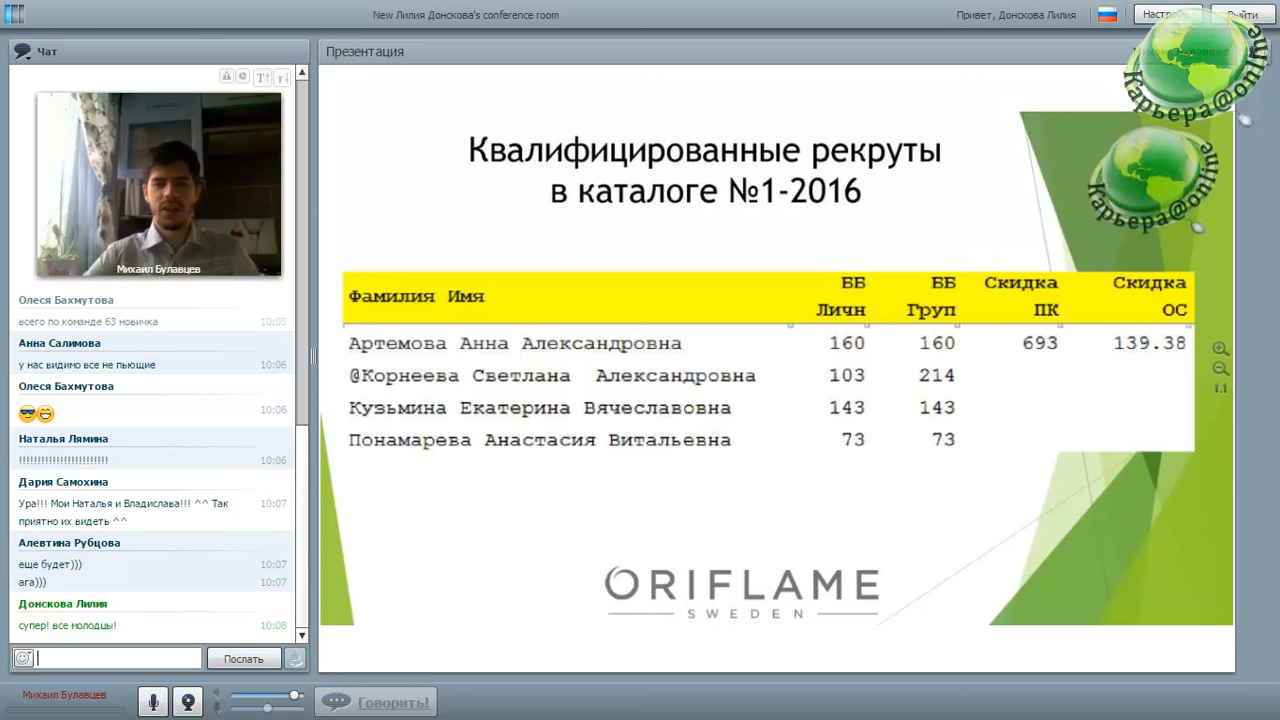 New Лилия Донскова's conference room
Привет, Донскова Лилия
Выйти
Чат
Михаил Булавцев
Олеся Бахмутова
всего по команде 63 новичка 10:05
Анна Салимова
у нас видимо все не пьющие 10:06
Олеся Бахмутова
10:06
Наталья Лямина
!!!!!!!!!!!!!!!!!!!!!!!! 10:06
Дария Самохина
Ура!!! Мои Наталья и Владислава!!! ^^ Так 10:07
приятно их видеть ^^
Алевтина Рубцова
еще будет))) 10:07
ага))) 10:07
Донскова Лилия
супер! все молодцы! 10:08
Послать
Михаил Булавцев
Говорить!
Презентация
Карьера@online
Карьера@online
Квалифицированные рекруты
в каталоге №1-2016
Фамилия Имя ББ Личн ББ Груп Скидка ПК Скидка ОС
Артемова Анна Александровна 160 160 693 139.38
@Корнеева Светлана Александровна 103 214
Кузьмина Екатерина Вячеславовна 143 143
Понамарева Анастасия Витальевна 73 73
ORIFLAME
SWEDEN
1:1